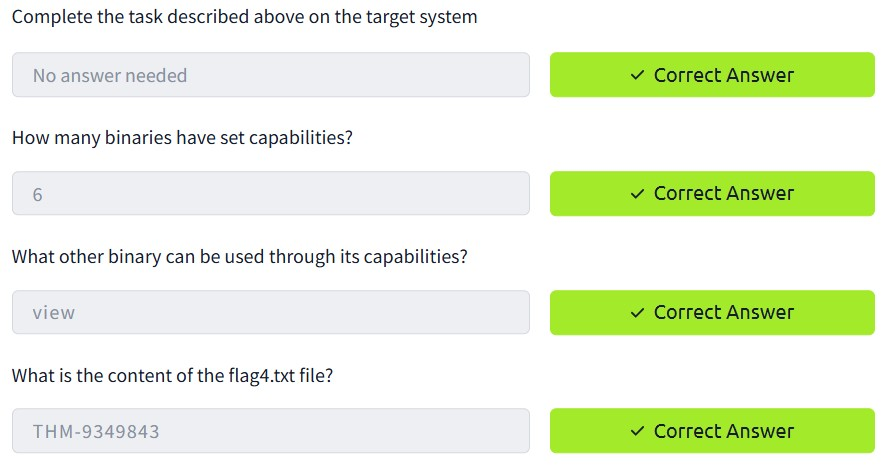 Complete the task described above on the target system
No answer needed
✓ Correct Answer
How many binaries have set capabilities?
6
✓ Correct Answer
What other binary can be used through its capabilities?
view
✓ Correct Answer
What is the content of the flag4.txt file?
THM-9349843
✓ Correct Answer